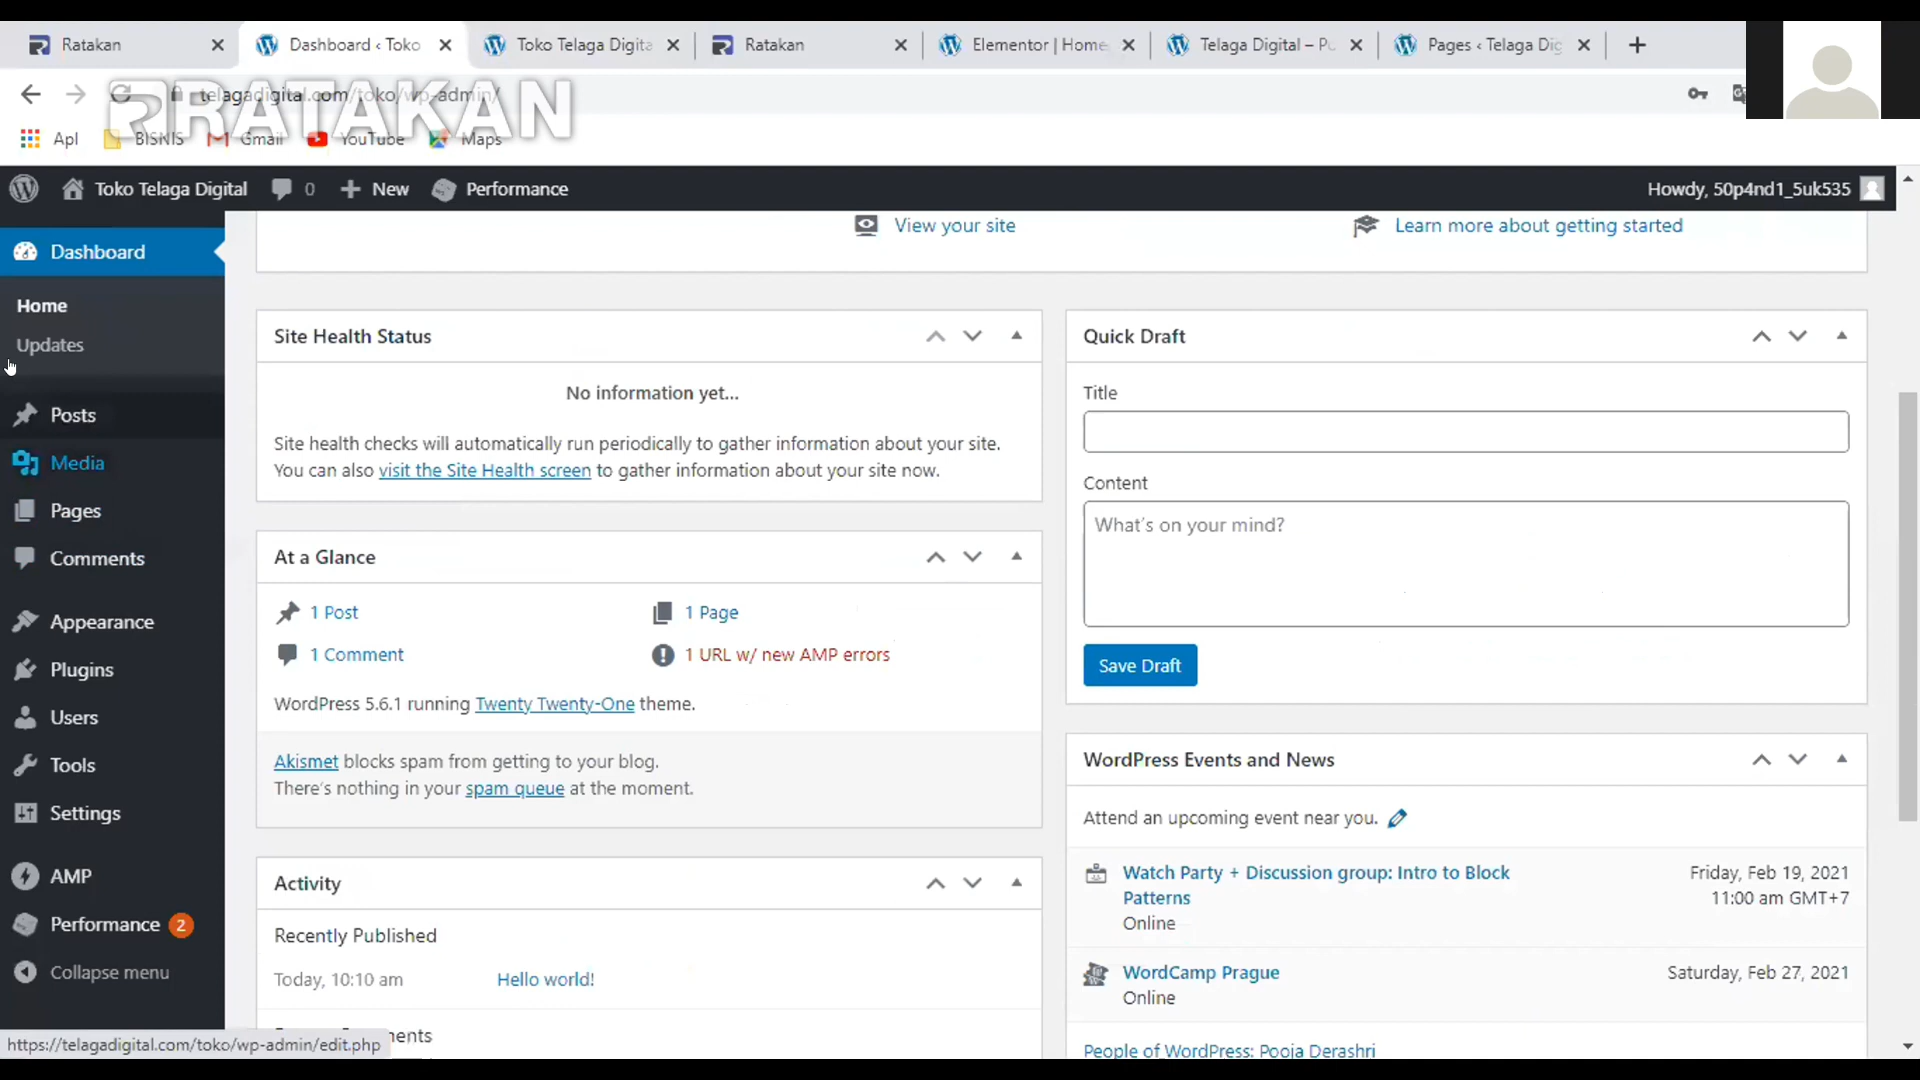 Ratakan
Dashboard ‹ Toko
Toko Telaga Digita
Ratakan
Elementor | Home
Telaga Digital – Pu
Pages ‹ Telaga Dig
telagadigital.com/toko/wp-admin/
RATAKAN
Apl
BISNIS
Gmail
YouTube
Maps
Toko Telaga Digital
0
New
Performance
Howdy, 50p4nd1_5uk535
Dashboard
Home
Updates
Posts
Media
Pages
Comments
Appearance
Plugins
Users
Tools
Settings
AMP
Performance 2
Collapse menu
View your site
Learn more about getting started
Site Health Status
No information yet...
Site health checks will automatically run periodically to gather information about your site.
You can also visit the Site Health screen to gather information about your site now.
At a Glance
1 Post
1 Page
1 Comment
1 URL w/ new AMP errors
WordPress 5.6.1 running Twenty Twenty-One theme.
Akismet blocks spam from getting to your blog.
There's nothing in your spam queue at the moment.
Activity
Recently Published
Today, 10:10 am
Hello world!
Quick Draft
Title
Content
What's on your mind?
Save Draft
WordPress Events and News
Attend an upcoming event near you.
Watch Party + Discussion group: Intro to Block
Patterns
Online
Friday, Feb 19, 2021
11:00 am GMT+7
WordCamp Prague
Online
Saturday, Feb 27, 2021
People of WordPress: Pooja Derashri
https://telagadigital.com/toko/wp-admin/edit.php